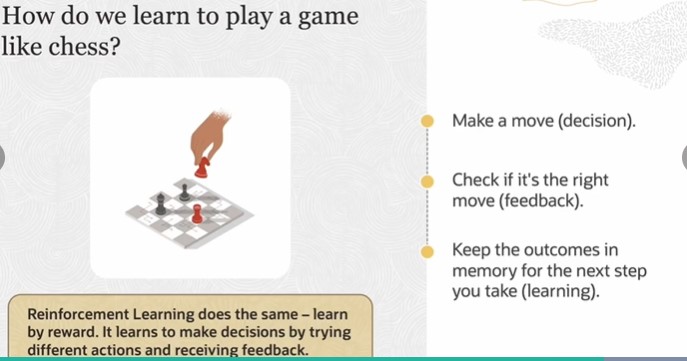 How do we learn to play a game
like chess?
Make a move (decision).
Check if it's the right
move (feedback).
Keep the outcomes in
memory for the next step
you take (learning).
Reinforcement Learning does the same – learn
by reward. It learns to make decisions by trying
different actions and receiving feedback.